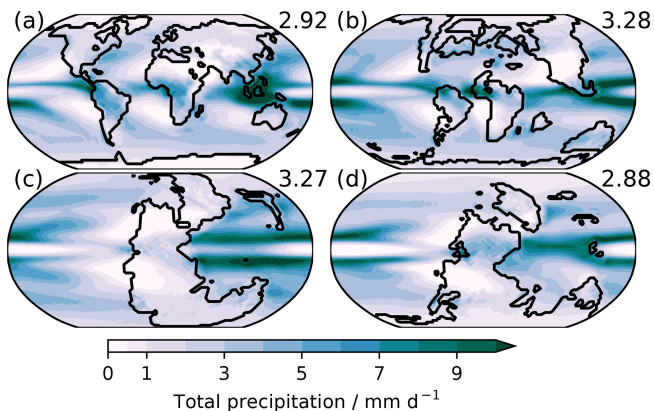 (a) 2.92 (b) 3.28
(c) 3.27 (d) 2.88
0 1 3 5 7 9
Total precipitation / mm d⁻¹